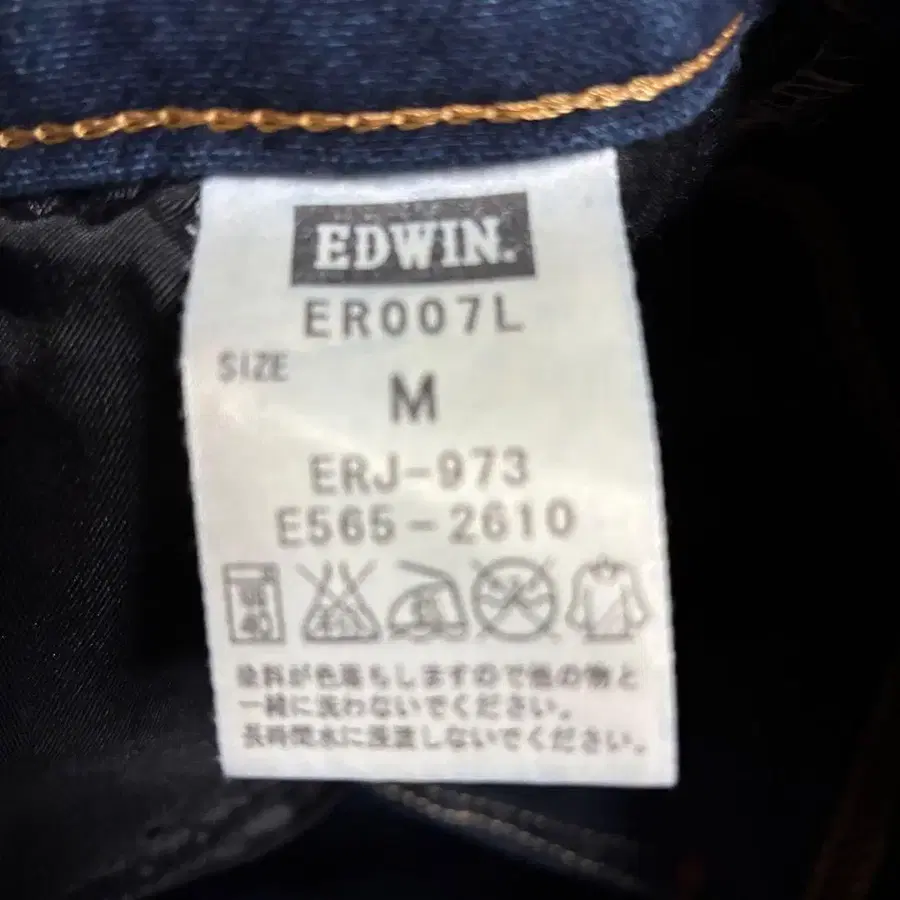 EDWIN.
ER007L
SIZE
M
ERJ-973
E565-2610
40
染料が色落ちしますので他の物と
一緒に洗わないでください。
長時間水に浸漬しないでください。